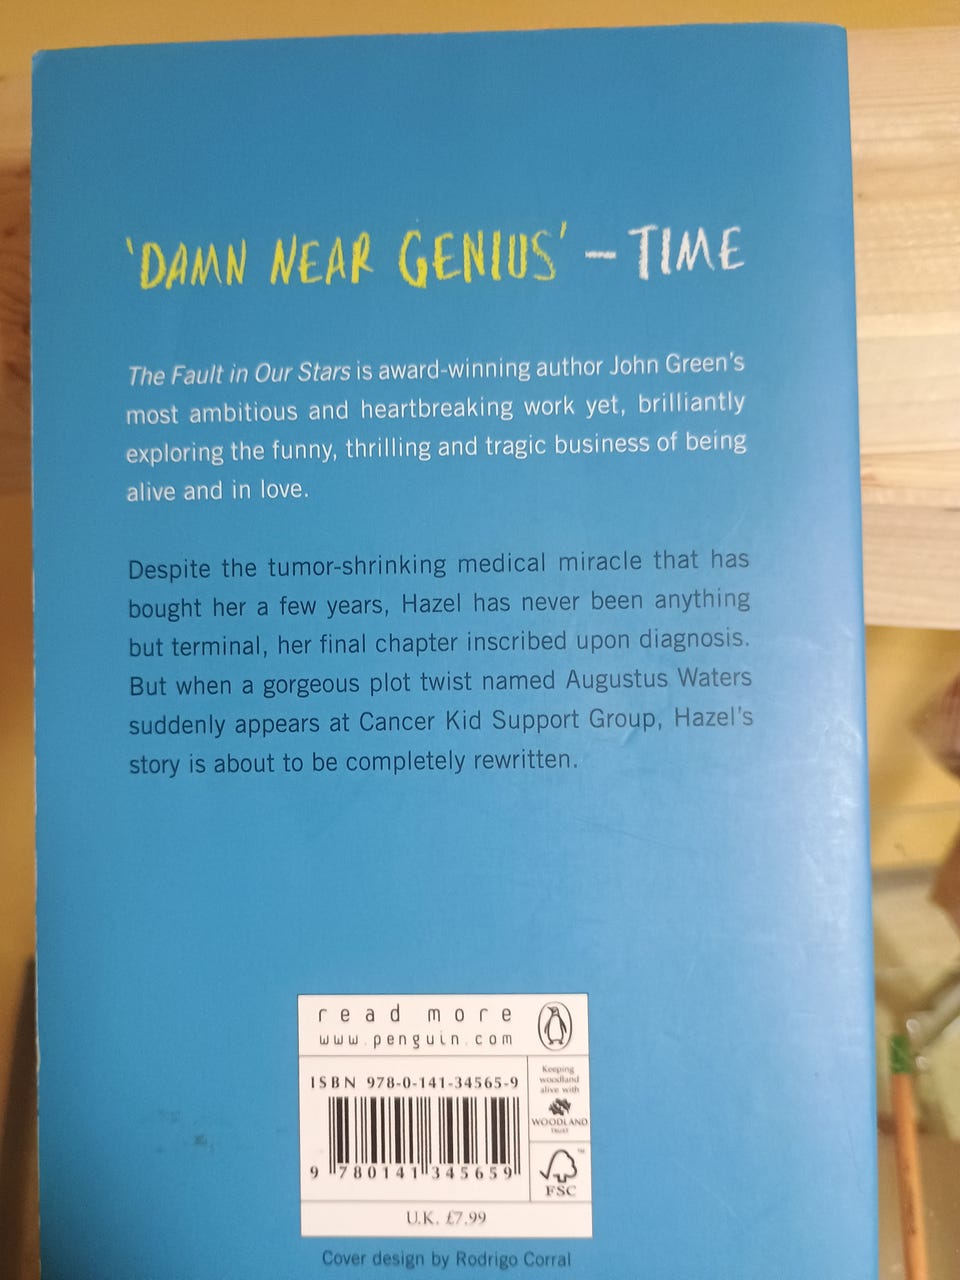 'DAMN NEAR GENIUS' – TIME
The Fault in Our Stars is award-winning author John Green's
most ambitious and heartbreaking work yet, brilliantly
exploring the funny, thrilling and tragic business of being
alive and in love.
Despite the tumor-shrinking medical miracle that has
bought her a few years, Hazel has never been anything
but terminal, her final chapter inscribed upon diagnosis.
But when a gorgeous plot twist named Augustus Waters
suddenly appears at Cancer Kid Support Group, Hazel's
story is about to be completely rewritten.
read more
www.penguin.com
ISBN 978-0-141-34565-9
9 780141 345659
Keeping
woodland
alive with
WOODLAND
TRUST
FSC
™
U.K. £7.99
Cover design by Rodrigo Corral